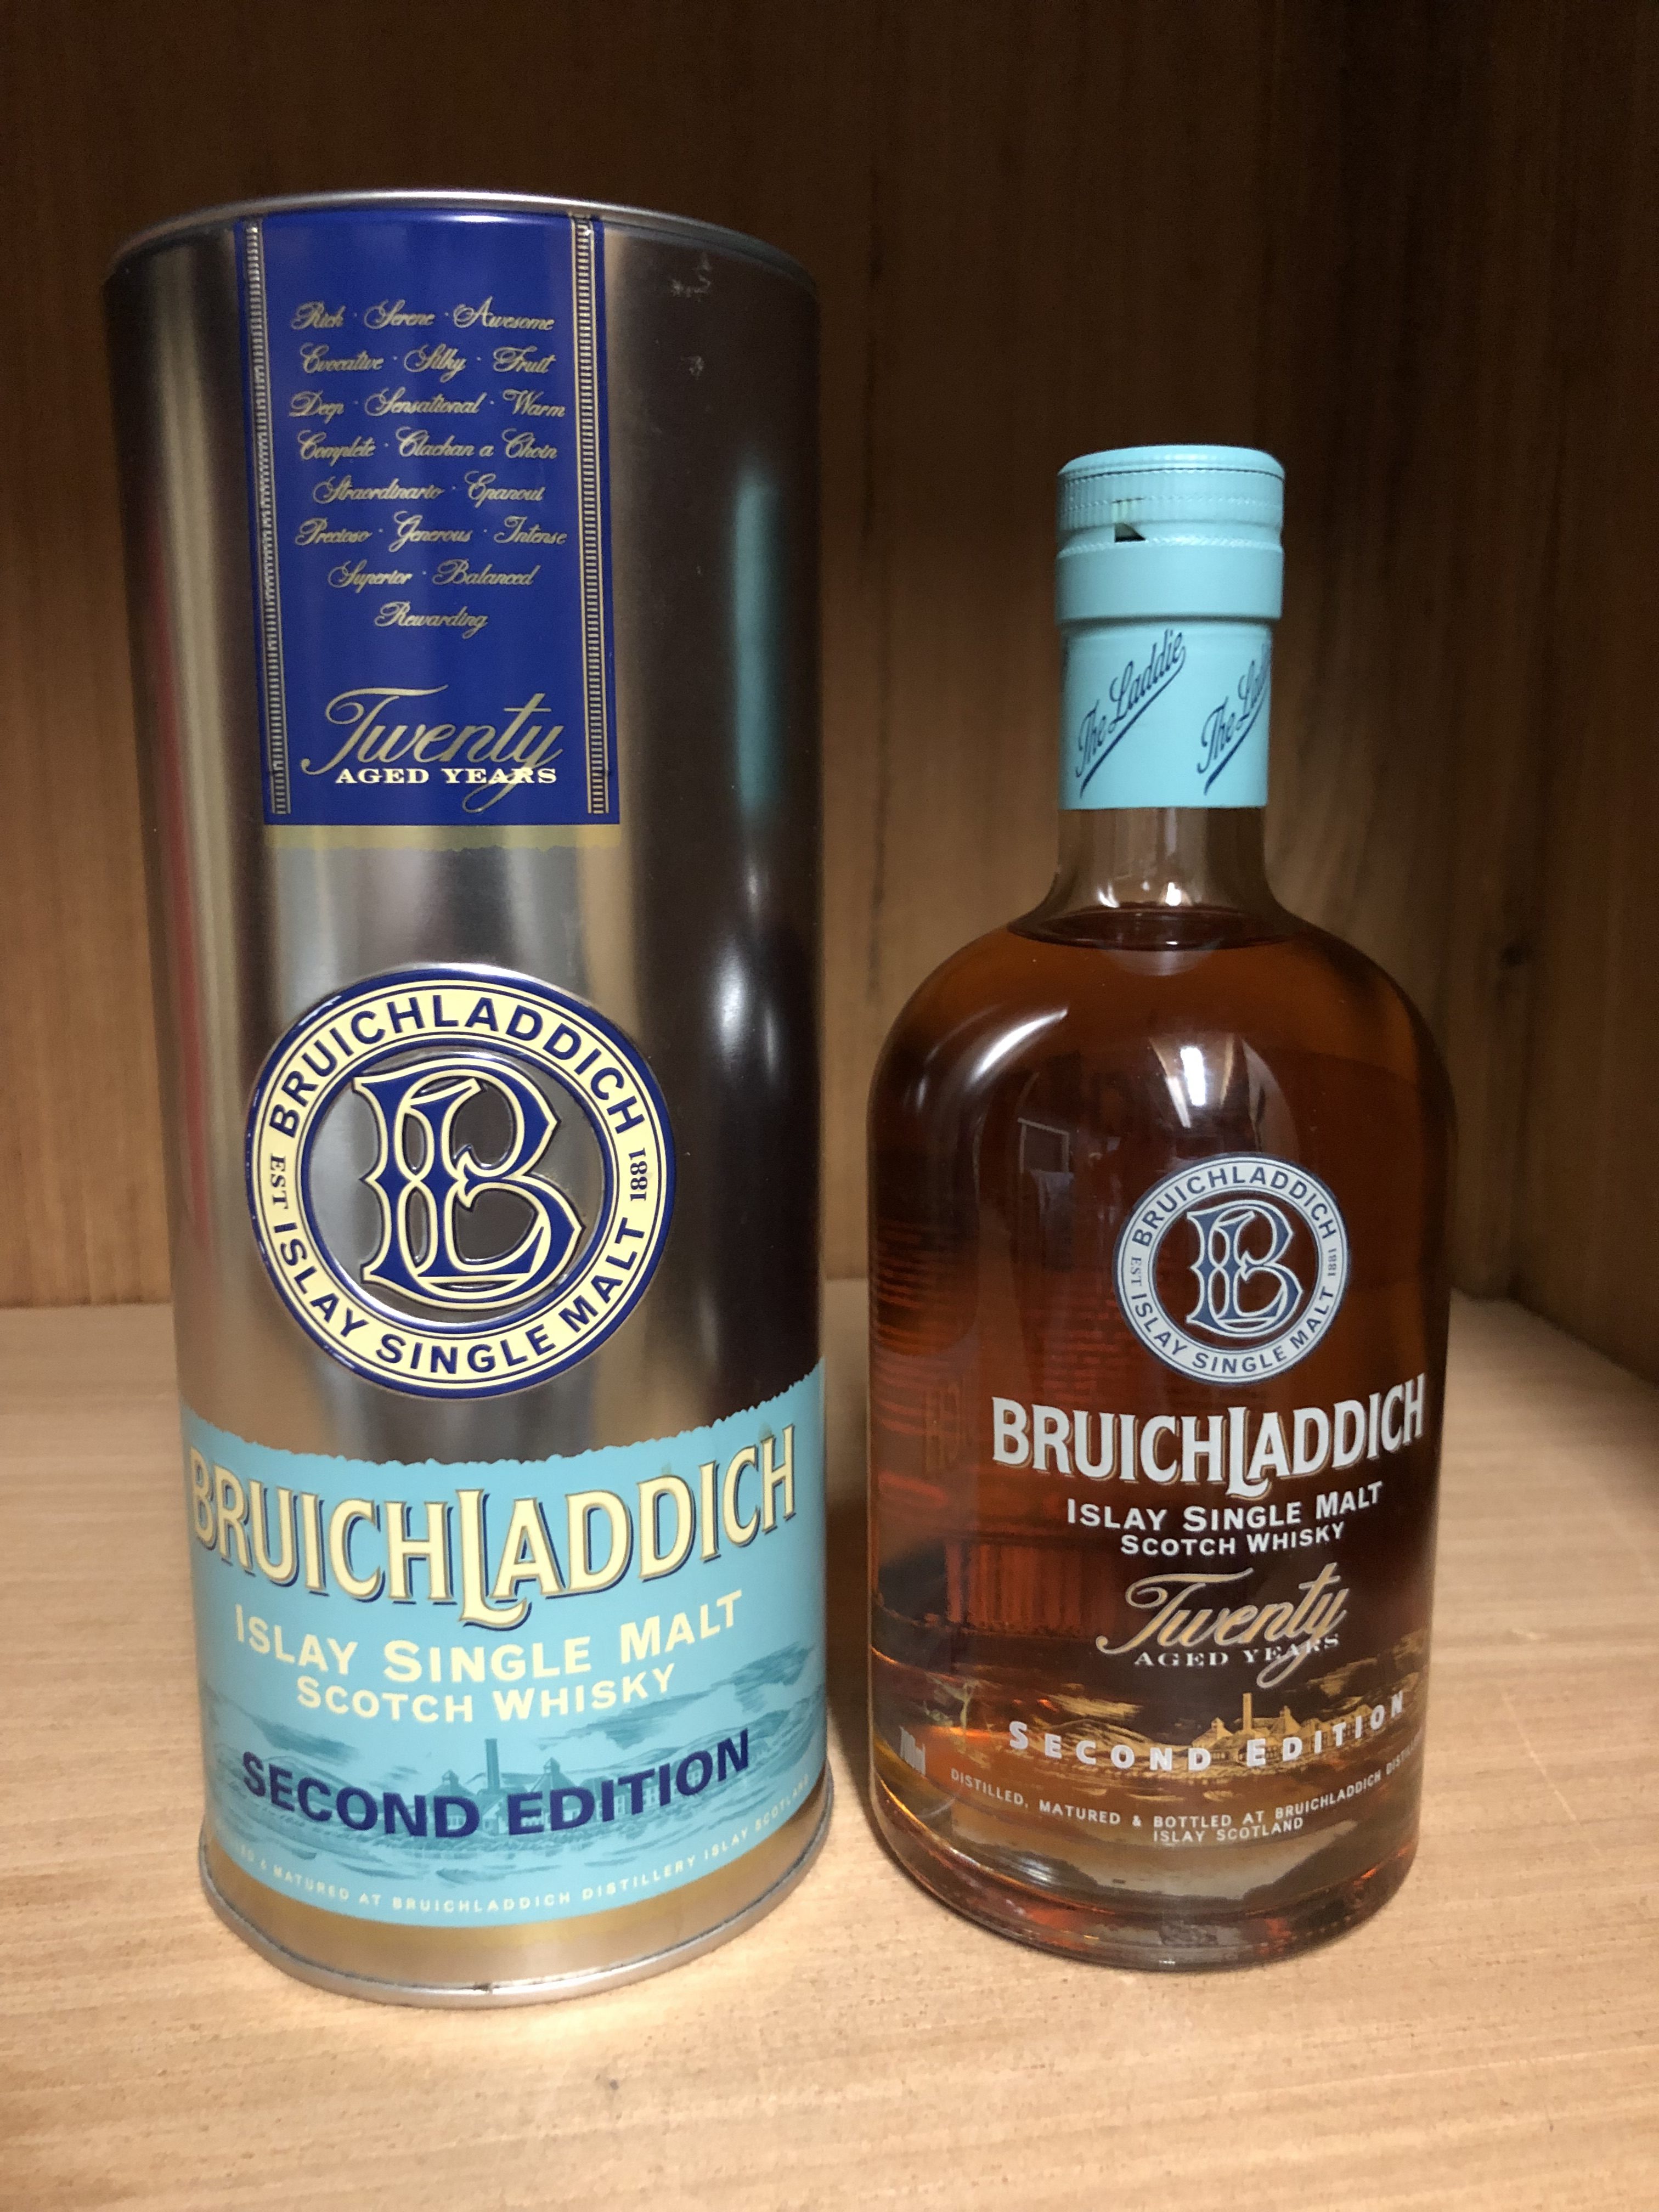 Rich · Serene · Awesome
Evocative · Silky · Fruit
Deep · Sensational · Warm
Complete · Clachan a Choin
Straordinario · Epanoui
Precioso · Generous · Intense
Superior · Balanced
Rewarding
Twenty
AGED YEARS
BRUICHLADDICH
EST 1881
B
ISLAY SINGLE MALT
BRUICHLADDICH
ISLAY SINGLE MALT
SCOTCH WHISKY
SECOND EDITION
& MATURED AT BRUICHLADDICH DISTILLERY ISLAY SCOTLAND
The Laddie
The
BRUICHLADDICH
EST 1881
B
ISLAY SINGLE MALT
BRUICHLADDICH
ISLAY SINGLE MALT
SCOTCH WHISKY
Twenty
AGED YEARS
SECOND EDITION
DISTILLED, MATURED & BOTTLED AT BRUICHLADDICH
ISLAY SCOTLAND